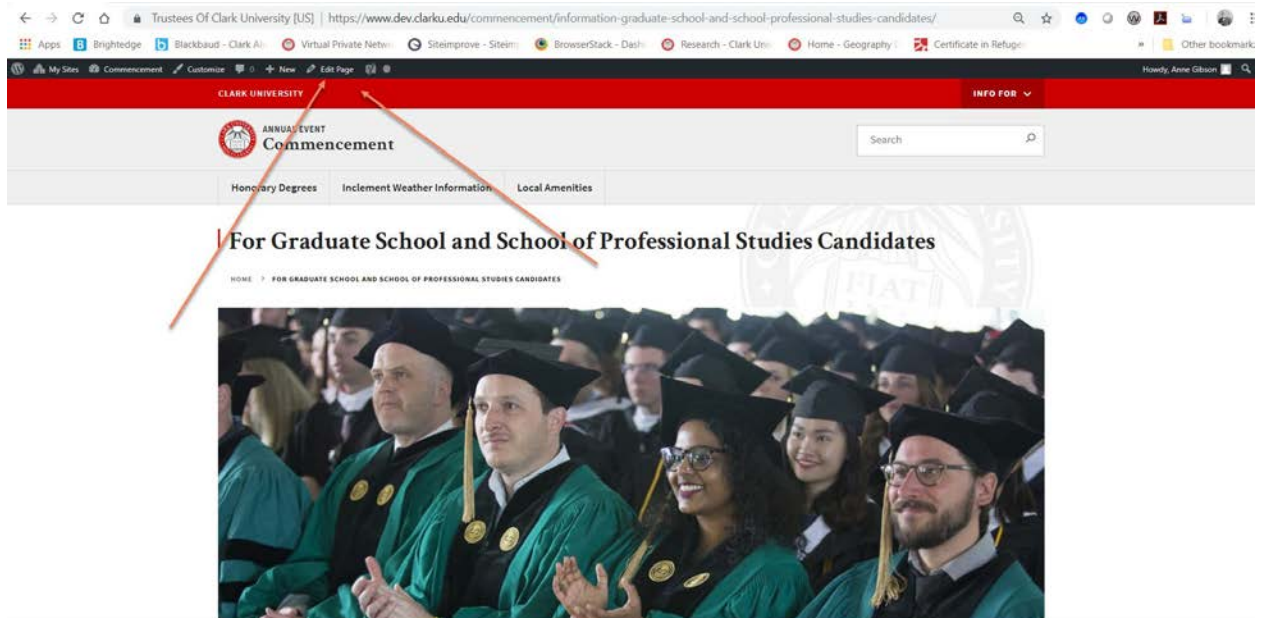 Trustees Of Clark University [US] | https://www.dev.clarku.edu/commencement/information-graduate-school-and-school-professional-studies-candidates/
Apps Brightedge Blackbaud - Clark Virtual Private Netw Siteimprove - Siteim BrowserStack - Dash Research - Clark Univ Home - Geography Certificate in Refuge » Other bookmark
My Sites Commencement Customize 0 + New Edit Page Howdy, Anne Gibson
CLARK UNIVERSITY INFO FOR
ANNUAL EVENT
Commencement
Search
Honorary Degrees Inclement Weather Information Local Amenities
For Graduate School and School of Professional Studies Candidates
HOME > FOR GRADUATE SCHOOL AND SCHOOL OF PROFESSIONAL STUDIES CANDIDATES
FIAT